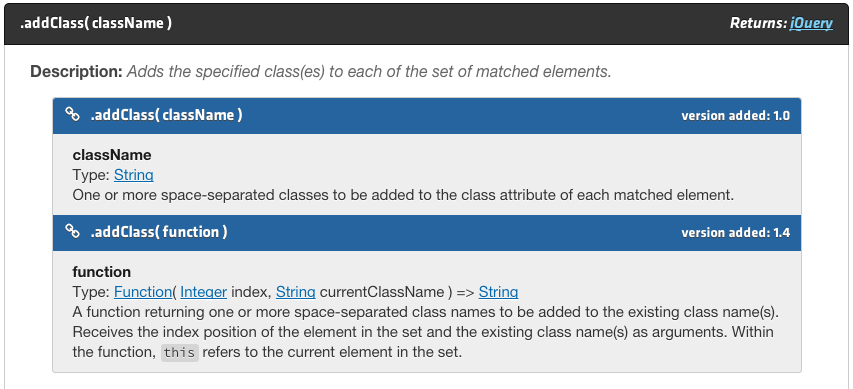 .addClass( className ) Returns: jQuery
Description: Adds the specified class(es) to each of the set of matched elements.
.addClass( className ) version added: 1.0
className
Type: String
One or more space-separated classes to be added to the class attribute of each matched element.
.addClass( function ) version added: 1.4
function
Type: Function( Integer index, String currentClassName ) => String
A function returning one or more space-separated class names to be added to the existing class name(s).
Receives the index position of the element in the set and the existing class name(s) as arguments. Within
the function, this refers to the current element in the set.